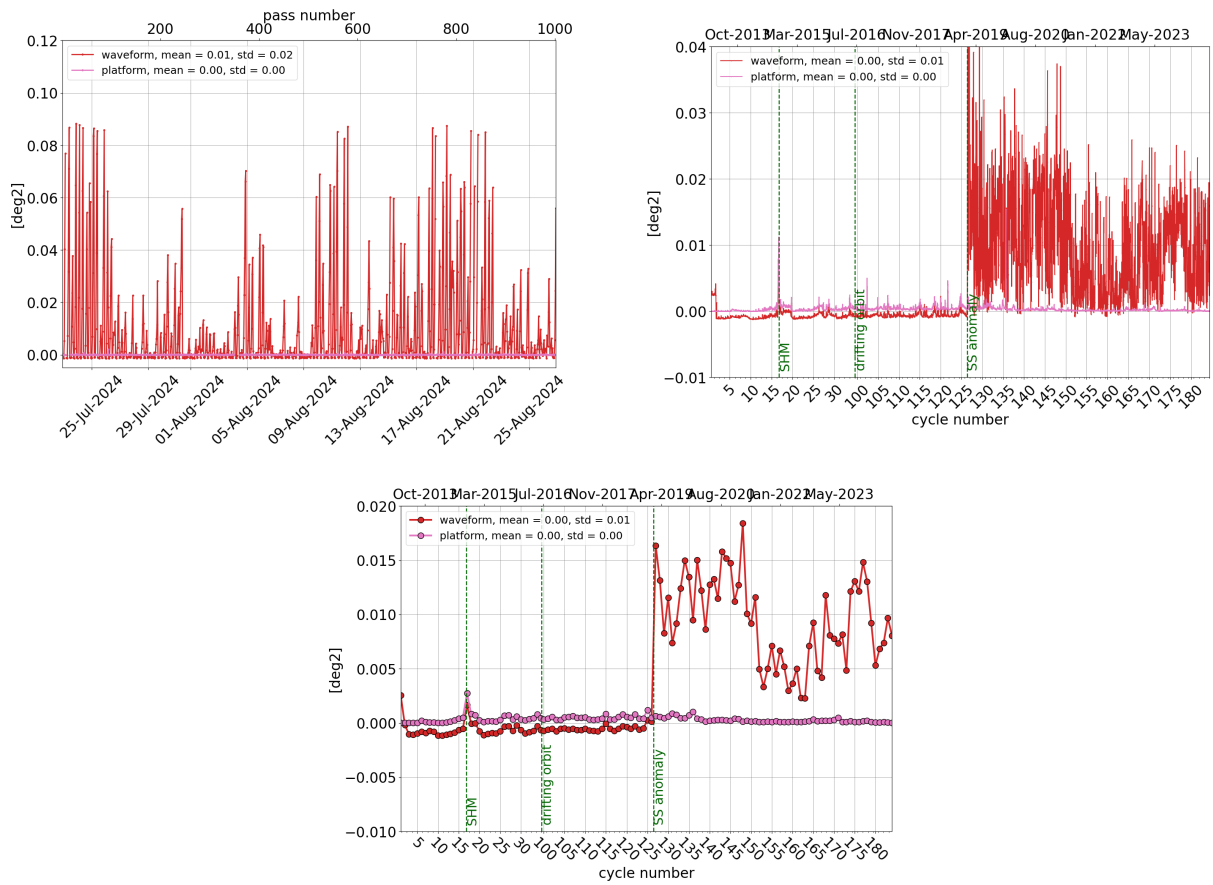 pass number
200 400 600 800 1000
0.12
0.10
0.08
0.06
0.04
0.02
0.00
[deg2]
waveform, mean = 0.01, std = 0.02
platform, mean = 0.00, std = 0.00
25-Jul-2024 29-Jul-2024 01-Aug-2024 05-Aug-2024 09-Aug-2024 13-Aug-2024 17-Aug-2024 21-Aug-2024 25-Aug-2024
Oct-2013 Mar-2015 Jul-2016 Nov-2017 Apr-2019 Aug-2020 Jan-2022 May-2023
0.04
0.03
0.02
0.01
0.00
−0.01
[deg2]
waveform, mean = 0.00, std = 0.01
platform, mean = 0.00, std = 0.00
SHM
drifting orbit
SS anomaly
5 10 15 20 25 30 100 105 110 115 120 125 130 135 140 145 150 155 160 165 170 175 180
cycle number
Oct-2013 Mar-2015 Jul-2016 Nov-2017 Apr-2019 Aug-2020 Jan-2022 May-2023
0.020
0.015
0.010
0.005
0.000
−0.005
−0.010
[deg2]
waveform, mean = 0.00, std = 0.01
platform, mean = 0.00, std = 0.00
SHM
drifting orbit
SS anomaly
5 10 15 20 25 30 100 105 110 115 120 125 130 135 140 145 150 155 160 165 170 175 180
cycle number